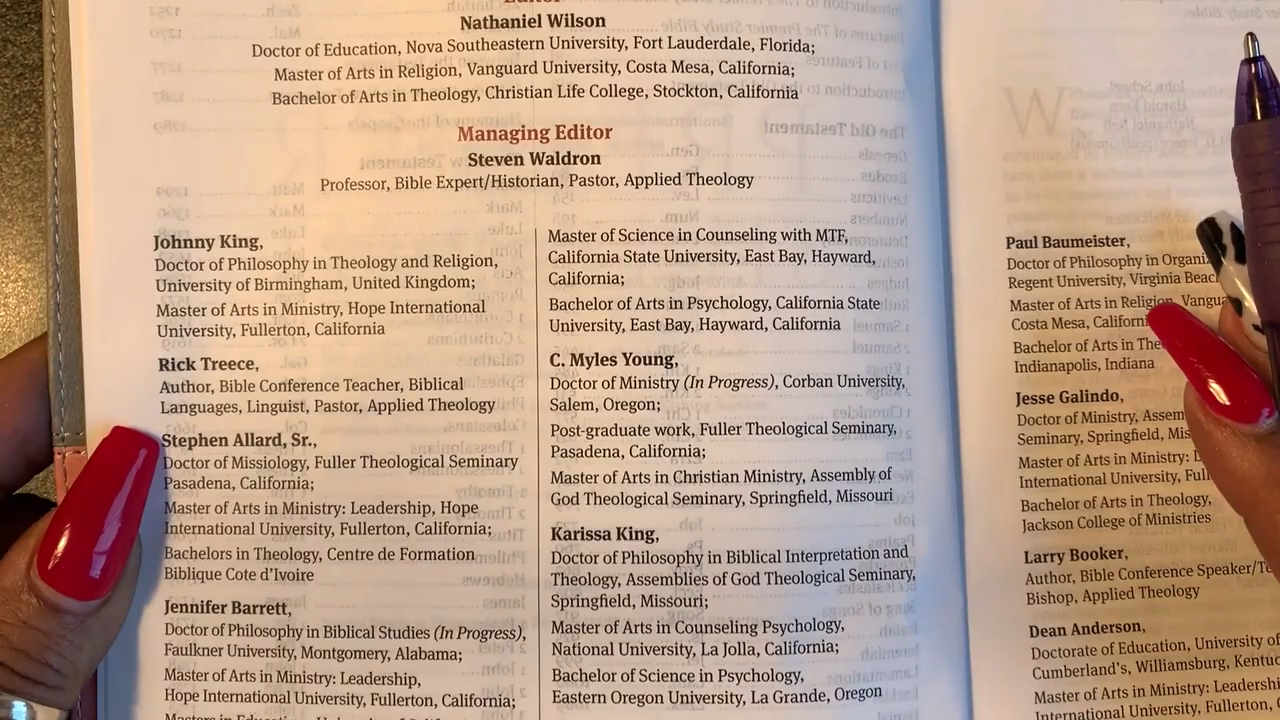 Editor
Nathaniel Wilson
Doctor of Education, Nova Southeastern University, Fort Lauderdale, Florida;
Master of Arts in Religion, Vanguard University, Costa Mesa, California;
Bachelor of Arts in Theology, Christian Life College, Stockton, California
Managing Editor
Steven Waldron
Professor, Bible Expert/Historian, Pastor, Applied Theology
Johnny King,
Doctor of Philosophy in Theology and Religion,
University of Birmingham, United Kingdom;
Master of Arts in Ministry, Hope International
University, Fullerton, California
Rick Treece,
Author, Bible Conference Teacher, Biblical
Languages, Linguist, Pastor, Applied Theology
Stephen Allard, Sr.,
Doctor of Missiology, Fuller Theological Seminary
Pasadena, California;
Master of Arts in Ministry: Leadership, Hope
International University, Fullerton, California;
Bachelors in Theology, Centre de Formation
Biblique Cote d'Ivoire
Jennifer Barrett,
Doctor of Philosophy in Biblical Studies (In Progress),
Faulkner University, Montgomery, Alabama;
Master of Arts in Ministry: Leadership,
Hope International University, Fullerton, California;
Master of Science in Counseling with MTF,
California State University, East Bay, Hayward,
California;
Bachelor of Arts in Psychology, California State
University, East Bay, Hayward, California
C. Myles Young,
Doctor of Ministry (In Progress), Corban University,
Salem, Oregon;
Post-graduate work, Fuller Theological Seminary,
Pasadena, California;
Master of Arts in Christian Ministry, Assembly of
God Theological Seminary, Springfield, Missouri
Karissa King,
Doctor of Philosophy in Biblical Interpretation and
Theology, Assemblies of God Theological Seminary,
Springfield, Missouri;
Master of Arts in Counseling Psychology,
National University, La Jolla, California;
Bachelor of Science in Psychology,
Eastern Oregon University, La Grande, Oregon
Paul Baumeister,
Doctor of Philosophy in
Regent University, Virginia
Master of Arts in Religion,
Costa Mesa,
Bachelor of Arts in
Indianapolis, Indiana
Jesse Galindo,
Doctor of Ministry,
Seminary, Springfield,
Master of Arts in Ministry:
International University,
Bachelor of Arts in Theology,
Jackson College of Ministries
Larry Booker,
Author, Bible Conference
Bishop, Applied Theology
Dean Anderson,
Doctorate of Education, University of
Cumberland's, Williamsburg,
Master of Arts in Ministry:
International University,